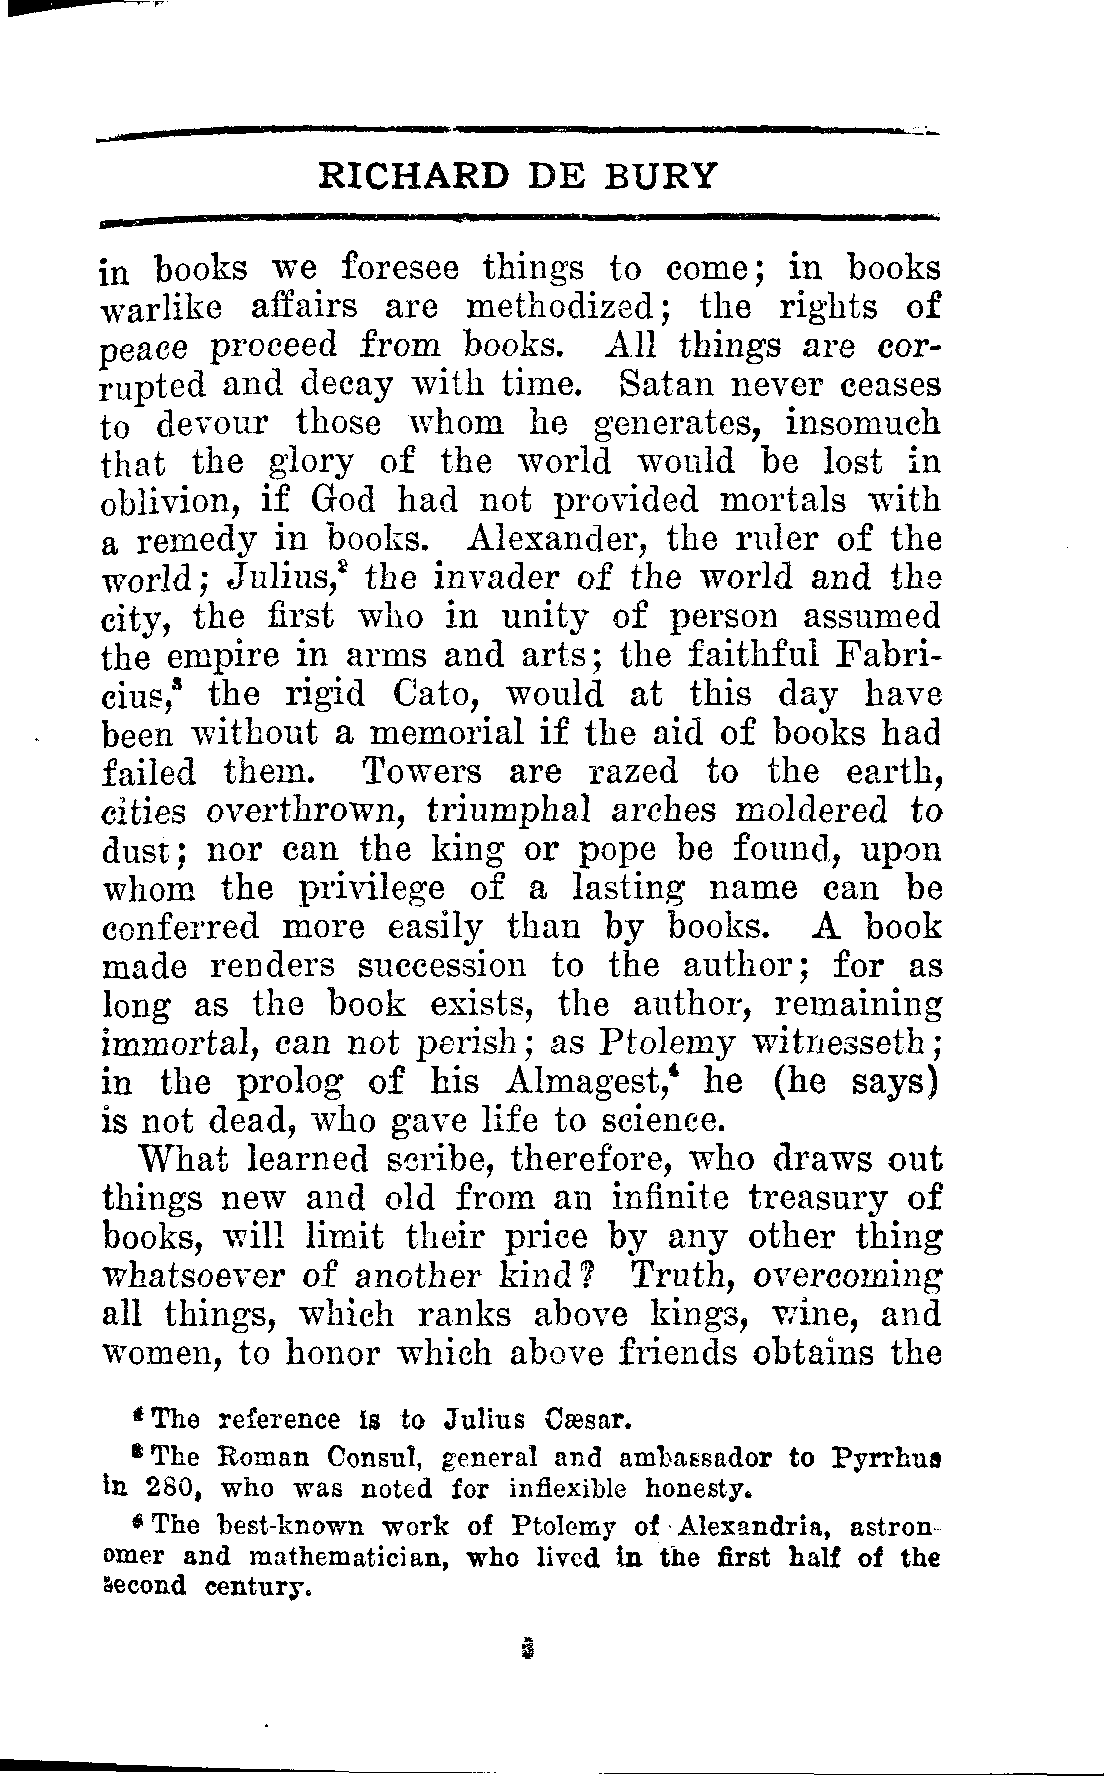 RICHARD DE BURY
in books we foresee things to come; in books
warlike affairs are methodized; the rights of
peace proceed from books. All things are cor-
rupted and decay with time. Satan never ceases
to devour those whom he generates, insomuch
that the glory of the world would be lost in
oblivion, if God had not provided mortals with
a remedy in books. Alexander, the ruler of the
world; Julius,² the invader of the world and the
city, the first who in unity of person assumed
the empire in arms and arts; the faithful Fabri-
cius,³ the rigid Cato, would at this day have
been without a memorial if the aid of books had
failed them. Towers are razed to the earth,
cities overthrown, triumphal arches moldered to
dust; nor can the king or pope be found, upon
whom the privilege of a lasting name can be
conferred more easily than by books. A book
made renders succession to the author; for as
long as the book exists, the author, remaining
immortal, can not perish; as Ptolemy witnesseth;
in the prolog of his Almagest,⁴ he (he says)
is not dead, who gave life to science.
What learned scribe, therefore, who draws out
things new and old from an infinite treasury of
books, will limit their price by any other thing
whatsoever of another kind? Truth, overcoming
all things, which ranks above kings, wine, and
women, to honor which above friends obtains the
² The reference is to Julius Cæsar.
³ The Roman Consul, general and ambassador to Pyrrhus
in 280, who was noted for inflexible honesty.
⁴ The best-known work of Ptolemy of Alexandria, astron-
omer and mathematician, who lived in the first half of the
second century.